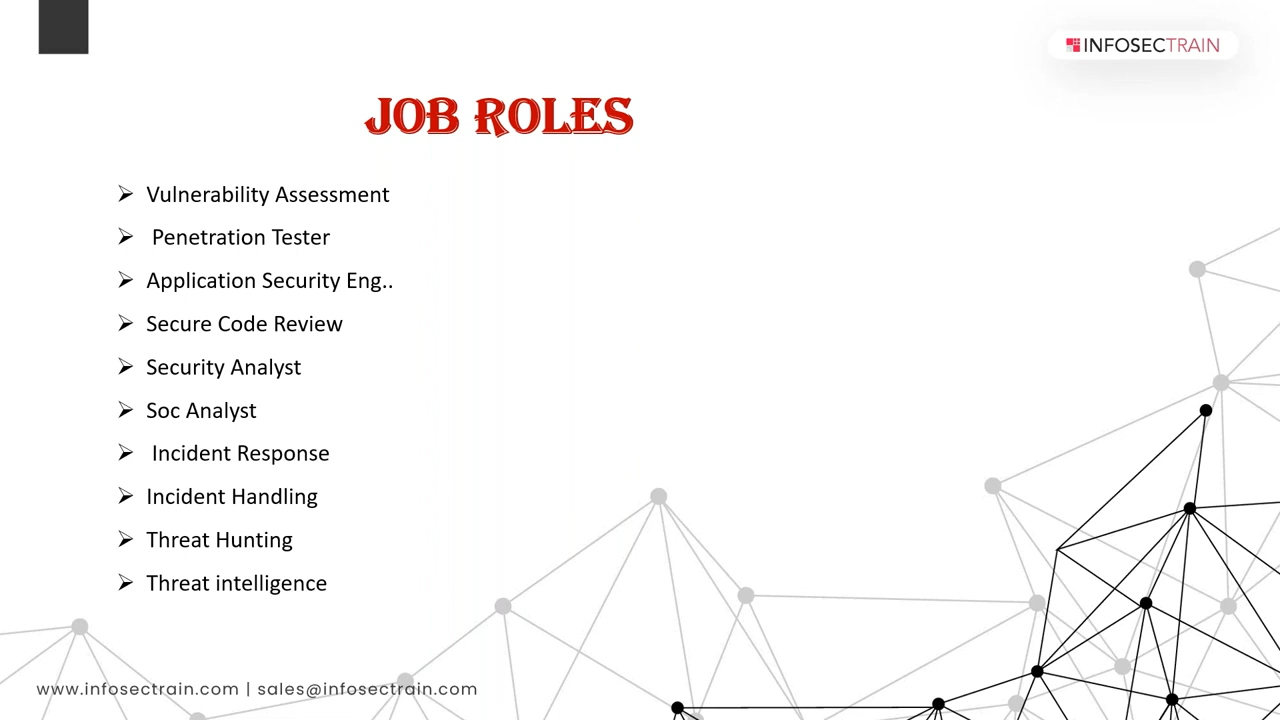 INFOSECTRAIN
JOB ROLES
Vulnerability Assessment
Penetration Tester
Application Security Eng..
Secure Code Review
Security Analyst
Soc Analyst
Incident Response
Incident Handling
Threat Hunting
Threat intelligence
www.infosectrain.com | sales@infosectrain.com